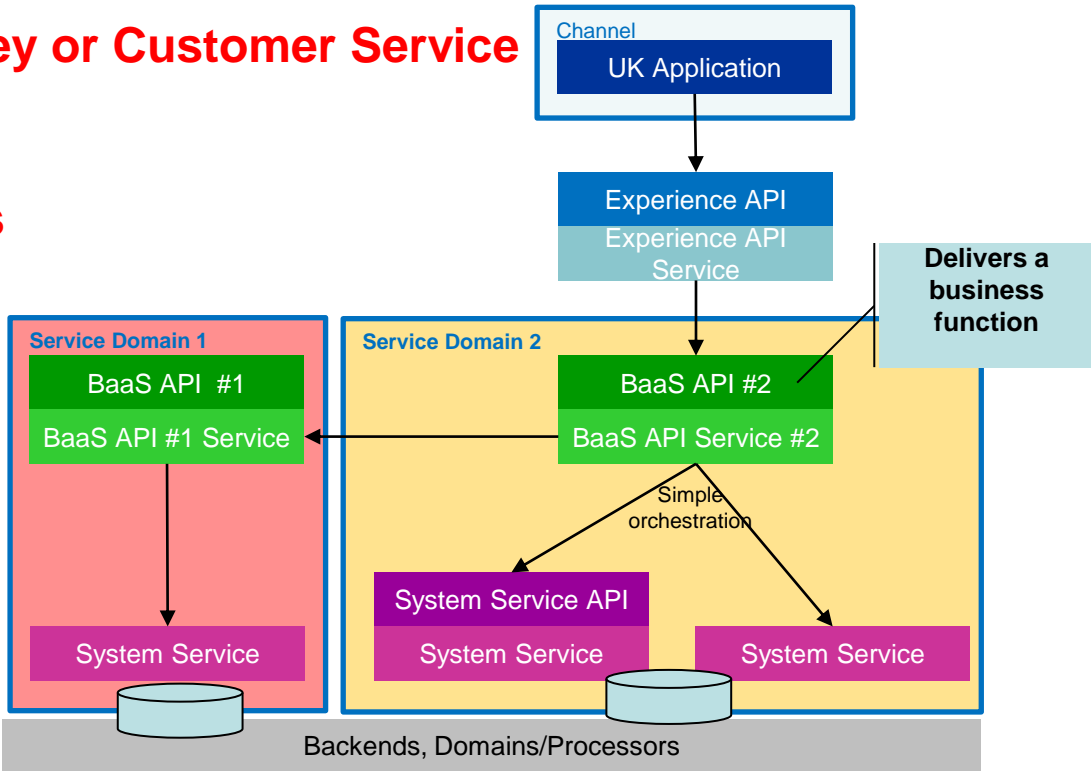 ey or Customer Service
s
Channel
UK Application
Experience API
Experience API
Service
Delivers a
business
function
Service Domain 1
BaaS API #1
BaaS API #1 Service
System Service
Service Domain 2
BaaS API #2
BaaS API Service #2
Simple
orchestration
System Service API
System Service
System Service
Backends, Domains/Processors